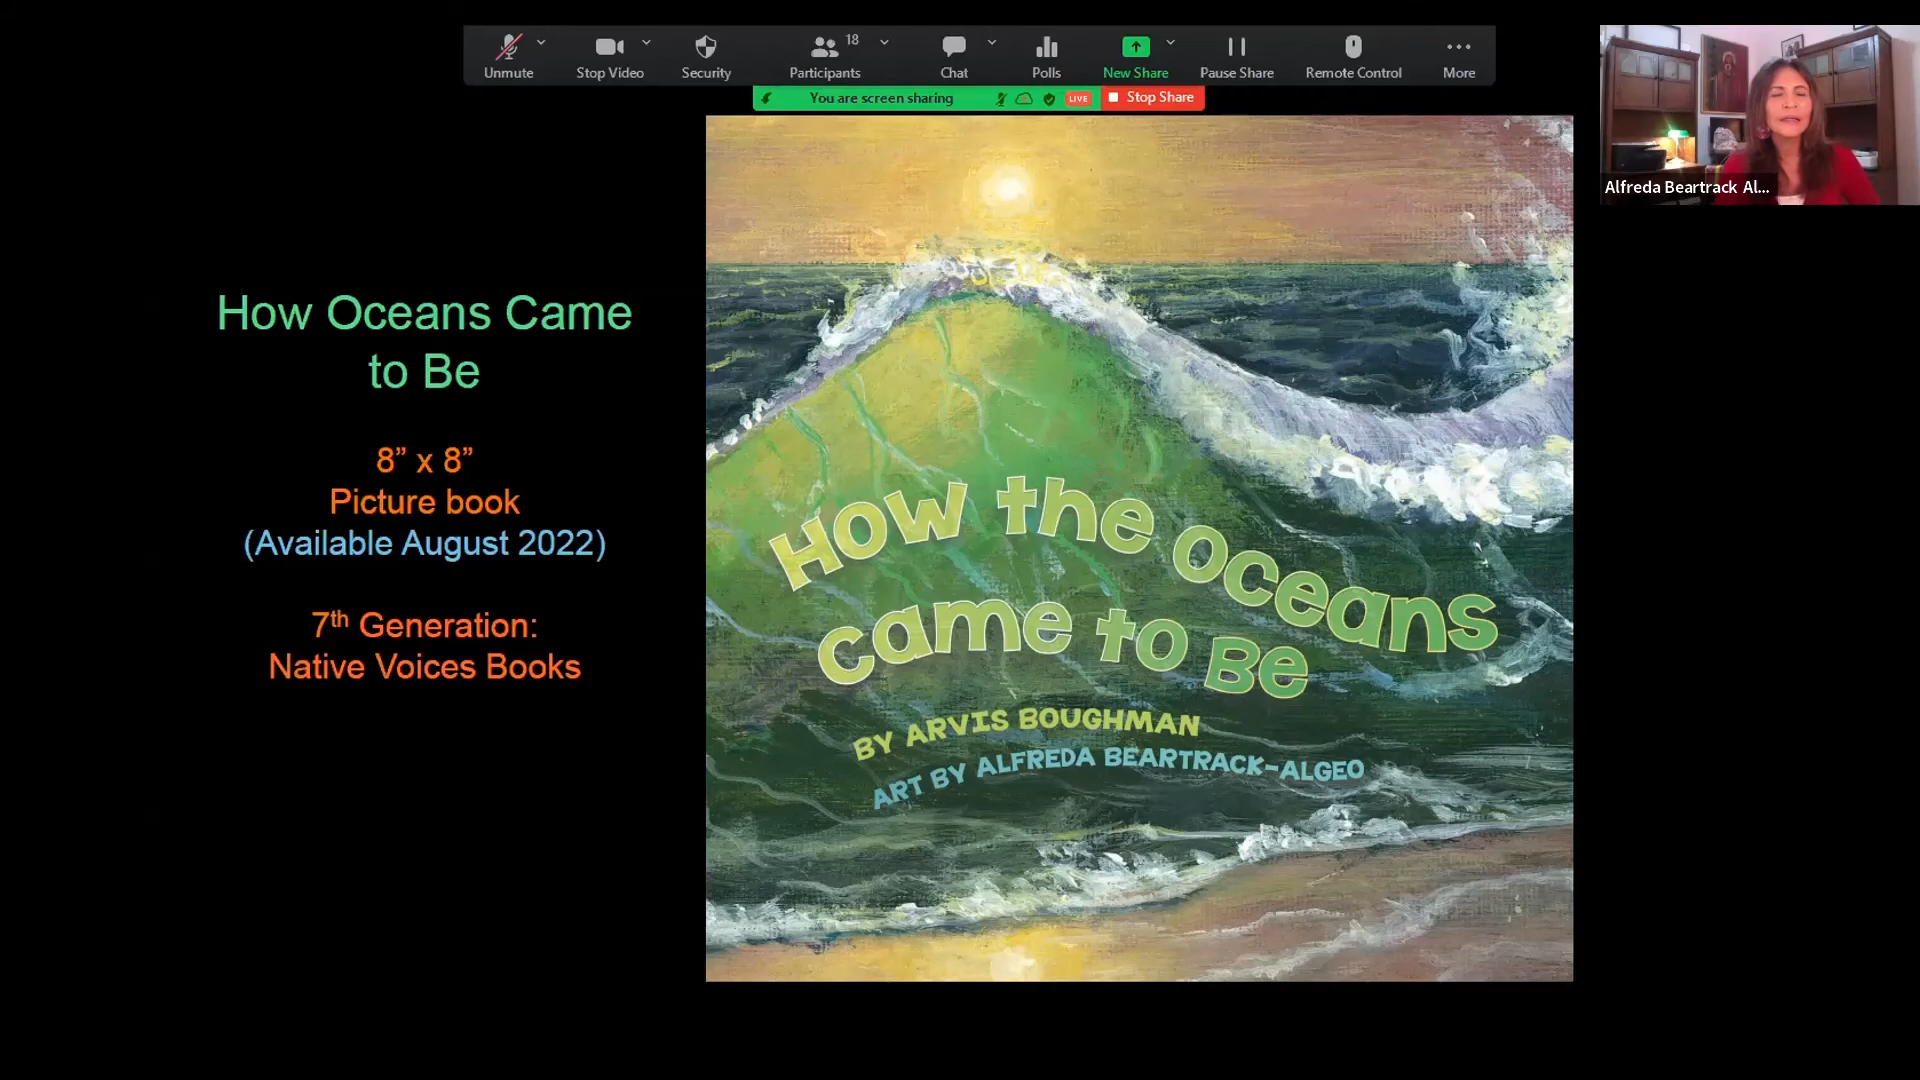 Unmute
Stop Video
Security
Participants
18
Chat
Polls
New Share
Pause Share
Remote Control
More
You are screen sharing
LIVE
Stop Share
Alfreda Beartrack Al...
How Oceans Came
to Be
8” x 8”
Picture book
(Available August 2022)
7th Generation:
Native Voices Books
How the Oceans
Came to Be
BY ARVIS BOUGHMAN
ART BY ALFREDA BEARTRACK-ALGEO